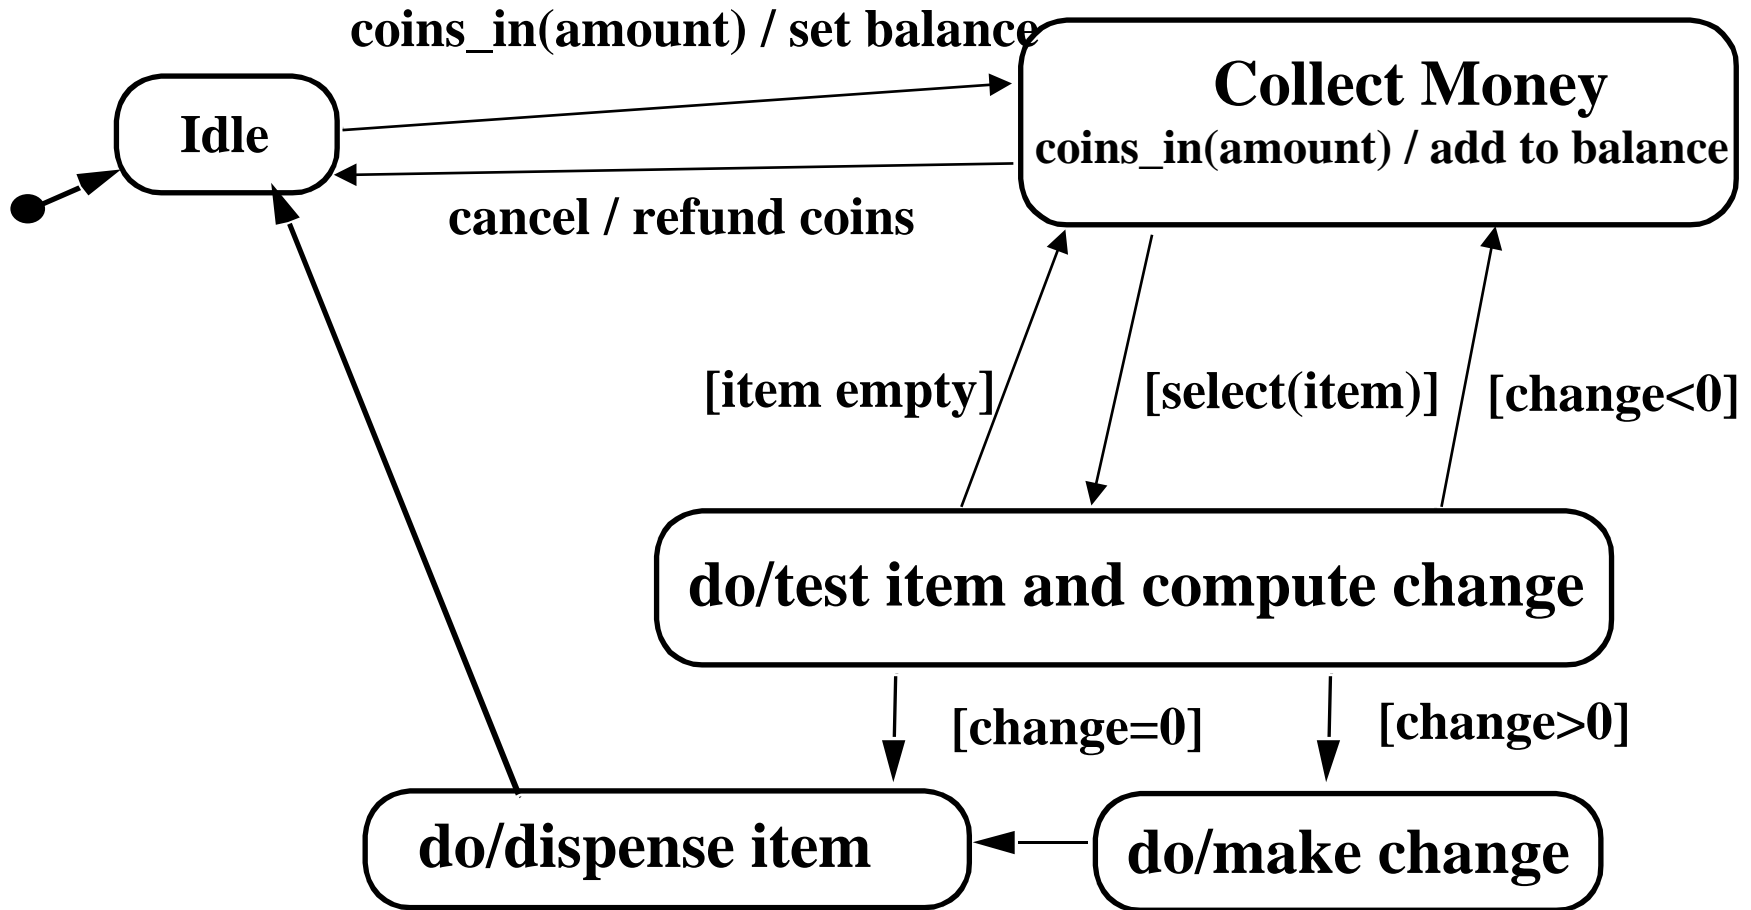 coins_in(amount) / set balance
Collect Money
Idle
coins_in(amount) / add to balance
cancel / refund coins
[item empty]
[select(item)]
[change<0]
do/test item and compute change
[change=0]
[change>0]
do/dispense item
do/make change